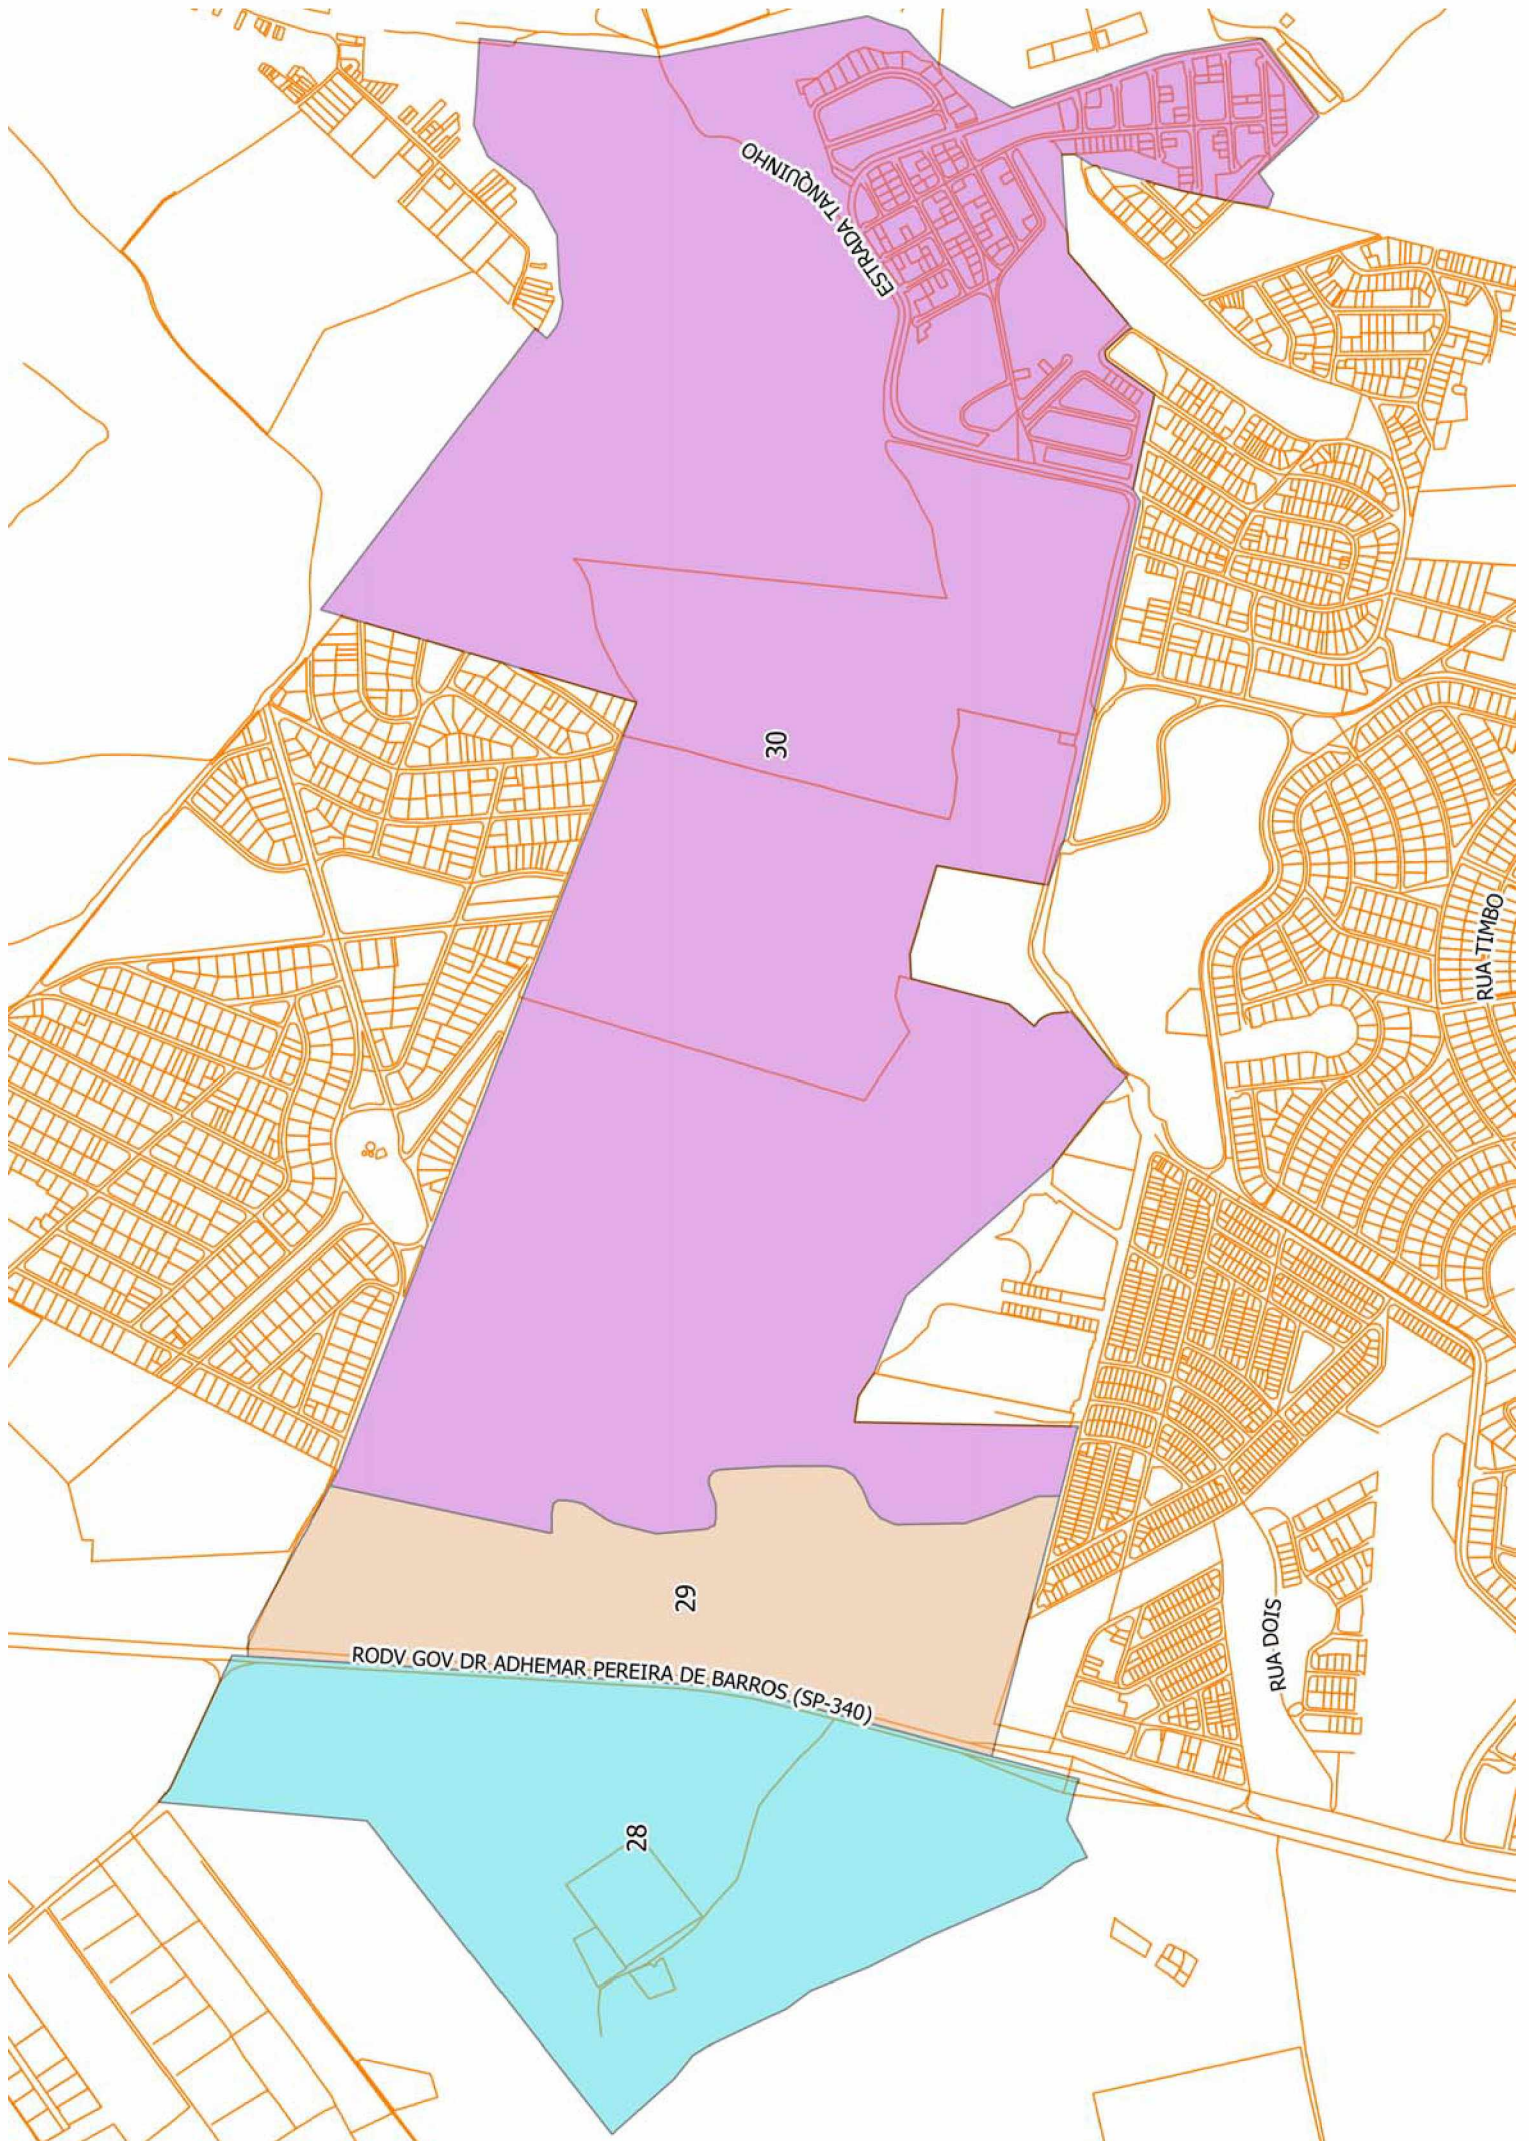 ESTRADA TANQUINHO
30
RUA TIMBO
29
RUA DOIS
RODV GOV DR ADHEMAR PEREIRA DE BARROS (SP-340)
28